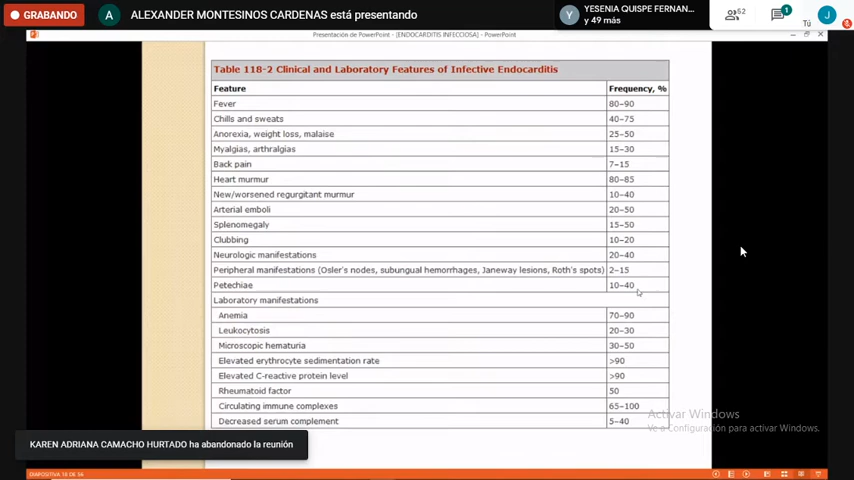 GRABANDO
A
ALEXANDER MONTESINOS CARDENAS está presentando
Y
YESENIA QUISPE FERNAN...
y 49 más
62
1
J
Tú
Presentación de PowerPoint - [ENDOCARDITIS INFECCIOSA] - PowerPoint
Table 118-2 Clinical and Laboratory Features of Infective Endocarditis
Feature Frequency, %
Fever 80–90
Chills and sweats 40–75
Anorexia, weight loss, malaise 25–50
Myalgias, arthralgias 15–30
Back pain 7–15
Heart murmur 80–85
New/worsened regurgitant murmur 10–40
Arterial emboli 20–50
Splenomegaly 15–50
Clubbing 10–20
Neurologic manifestations 20–40
Peripheral manifestations (Osler's nodes, subungual hemorrhages, Janeway lesions, Roth's spots) 2–15
Petechiae 10–40
Laboratory manifestations
Anemia 70–90
Leukocytosis 20–30
Microscopic hematuria 30–50
Elevated erythrocyte sedimentation rate >90
Elevated C-reactive protein level >90
Rheumatoid factor 50
Circulating immune complexes 65–100
Decreased serum complement 5–40
Activar Windows
Ve a Configuración para activar Windows.
KAREN ADRIANA CAMACHO HURTADO ha abandonado la reunión
DIAPOSITIVA 18 DE 54